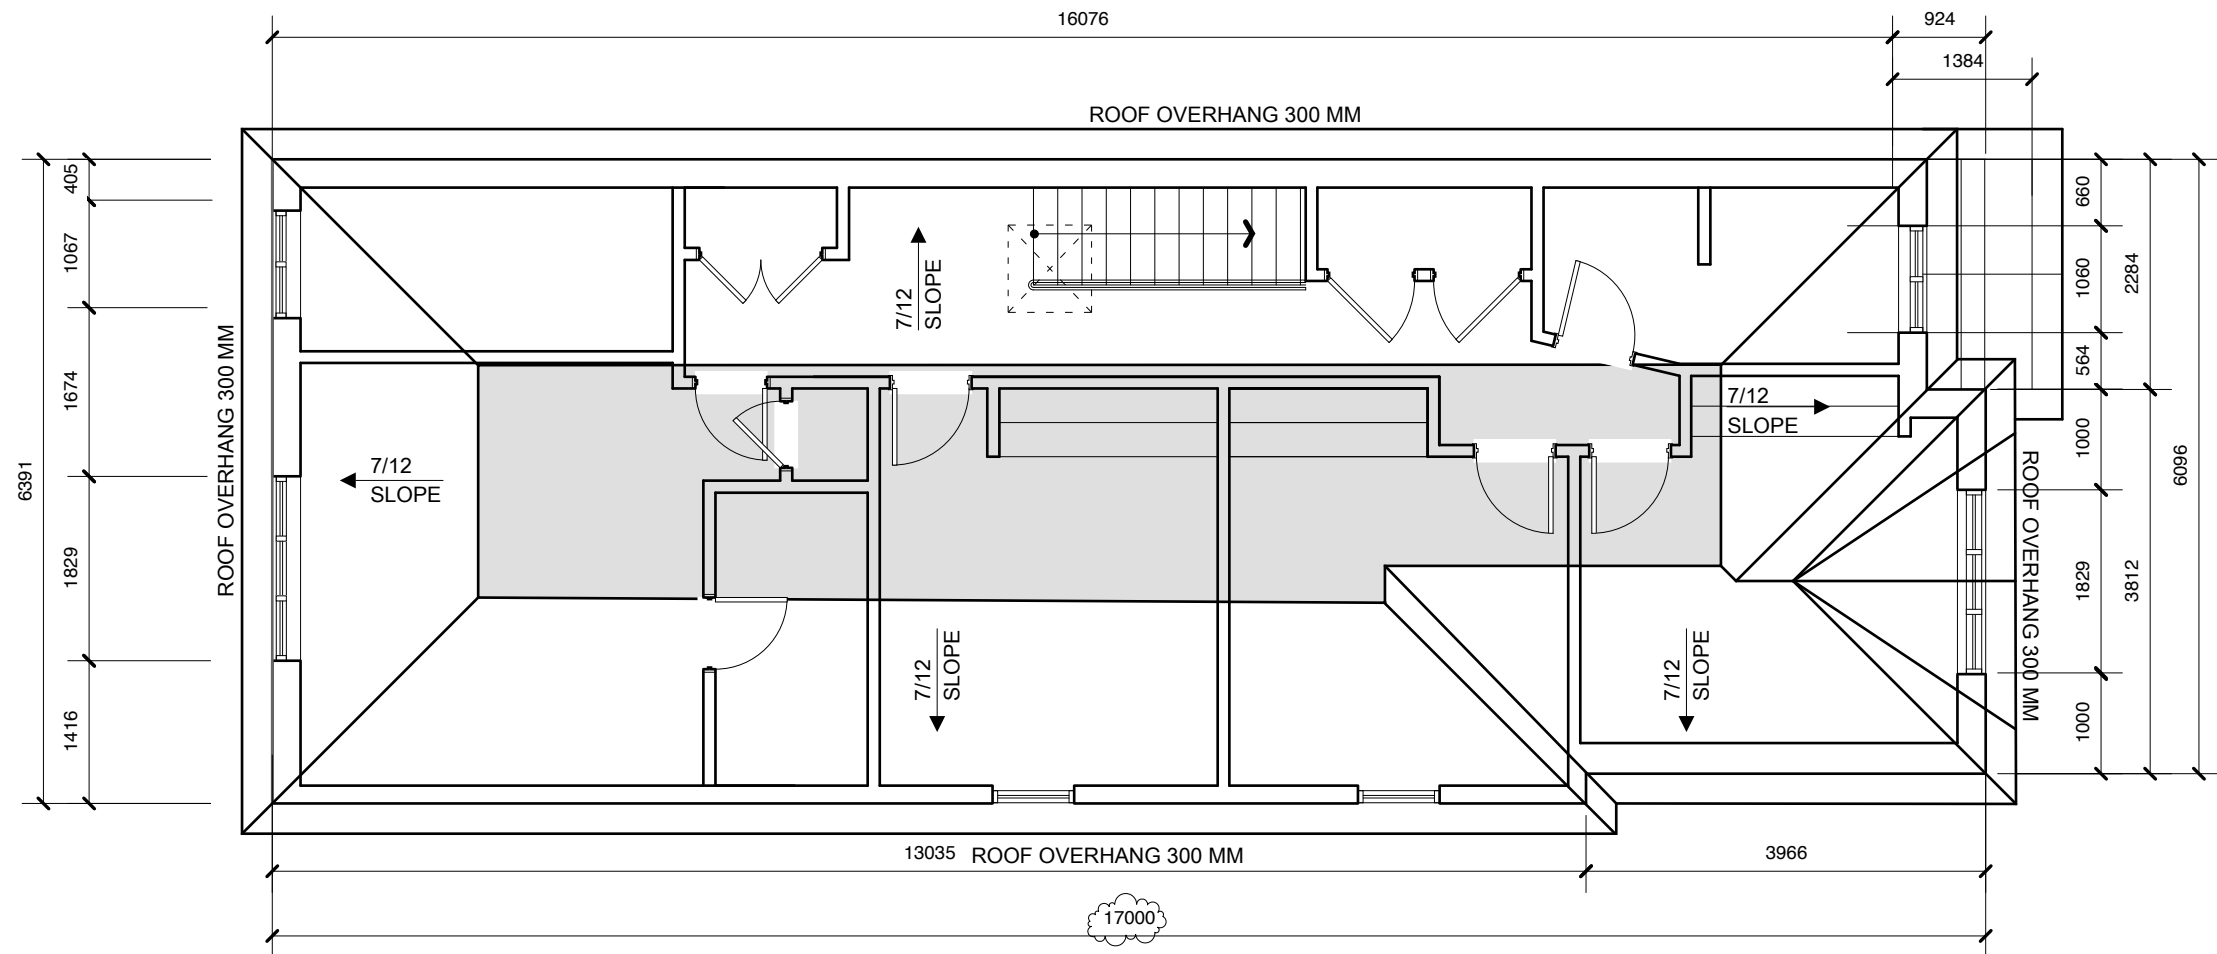 16076
924
1384
ROOF OVERHANG 300 MM
405
1067
1674
1829
1416
6391
ROOF OVERHANG 300 MM
7/12
SLOPE
7/12
SLOPE
7/12
SLOPE
7/12
SLOPE
7/12
SLOPE
660
1060
564
1000
1829
1000
2284
3812
6096
ROOF OVERHANG 300 MM
13035
ROOF OVERHANG 300 MM
3966
17000